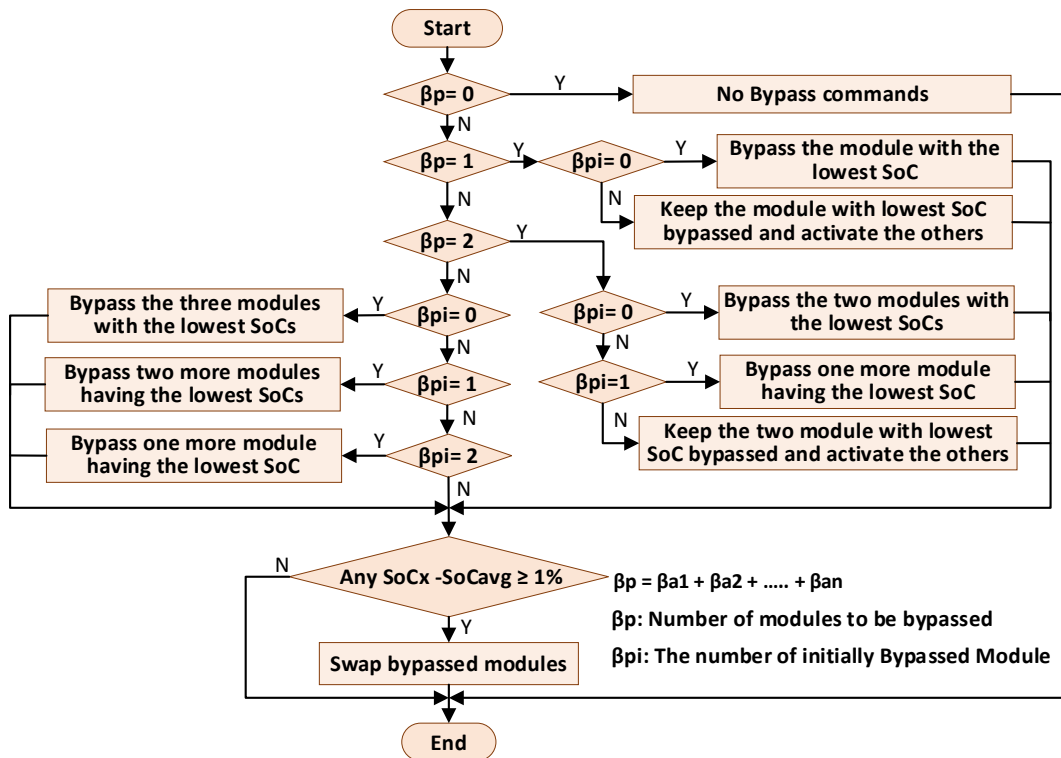 Start
βp= 0
Y
No Bypass commands
N
βp= 1
Y
βpi= 0
Y
Bypass the module with the
lowest SoC
N
N
Keep the module with lowest SoC
bypassed and activate the others
βp= 2
Y
N
Bypass the three modules
with the lowest SoCs
Y
βpi= 0
βpi= 0
Y
Bypass the two modules with
the lowest SoCs
N
N
Bypass two more modules
having the lowest SoCs
Y
βpi= 1
βpi=1
Y
Bypass one more module
having the lowest SoC
N
N
Bypass one more module
having the lowest SoC
Y
βpi= 2
Keep the two module with lowest
SoC bypassed and activate the others
N
N
Any SoCx -SoCavg ≥ 1%
βp = βa1 + βa2 + ..... + βan
Y
βp: Number of modules to be bypassed
Swap bypassed modules
βpi: The number of initially Bypassed Module
End